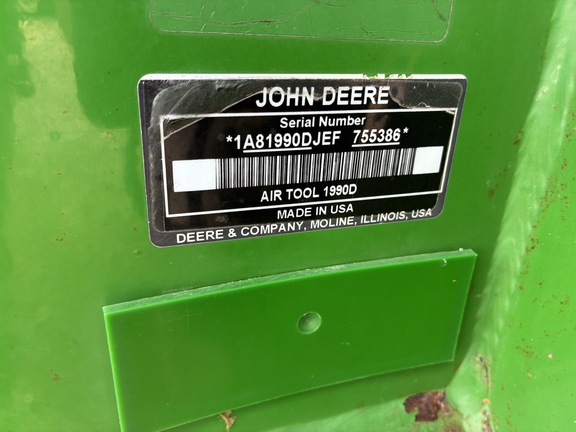 JOHN DEERE
Serial Number
*1A81990DJEF 755386*
AIR TOOL 1990D
MADE IN USA
DEERE & COMPANY, MOLINE, ILLINOIS, USA